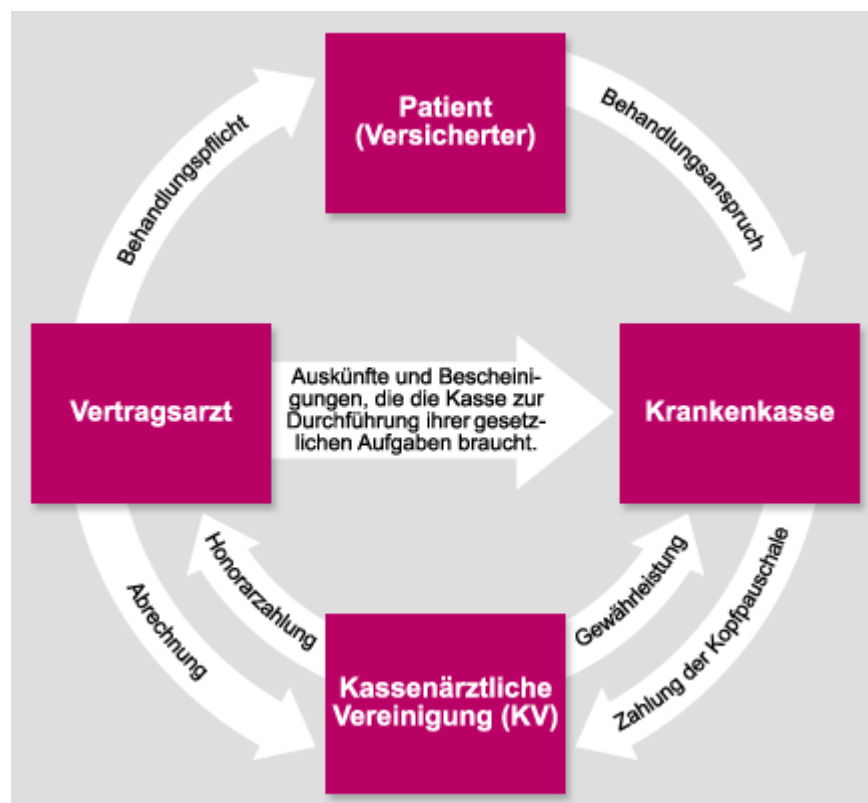 Patient
(Versicherter)
Behandlungspflicht
Behandlungsanspruch
Vertragsarzt
Auskünfte und Bescheini-
gungen, die die Kasse zur
Durchführung ihrer gesetz-
lichen Aufgaben braucht.
Krankenkasse
Abrechnung
Honorarzahlung
Gewährleistung
Zahlung der Kopfpauschale
Kassenärztliche
Vereinigung (KV)